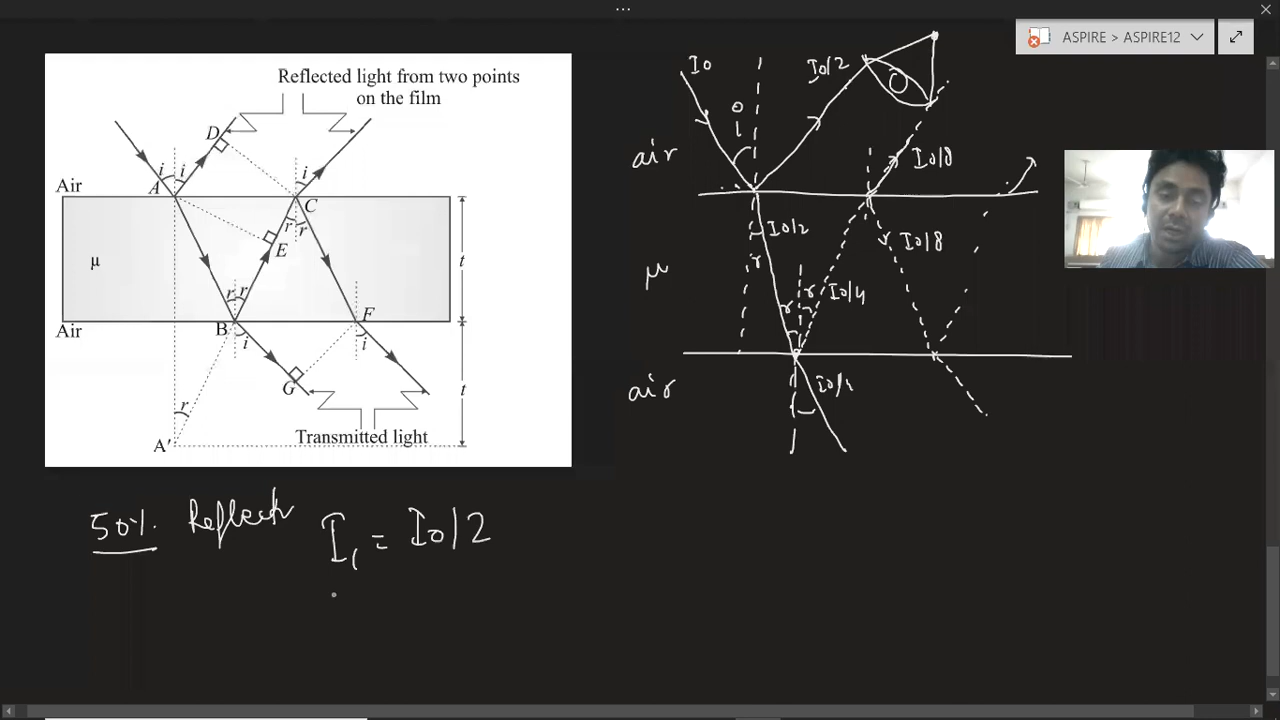 ...
ASPIRE > ASPIRE12
Reflected light from two points
on the film
D
i
i
i
Air
A
C
r
r
E
μ
t
r
r
Air
B
F
i
i
G
t
r
Transmitted light
A'
I0
I0/2
i
air
I0/8
I0/2
I0/8
r
μ
r
I0/4
r
air
I0/4
50% Reflect
I1 = I0/2